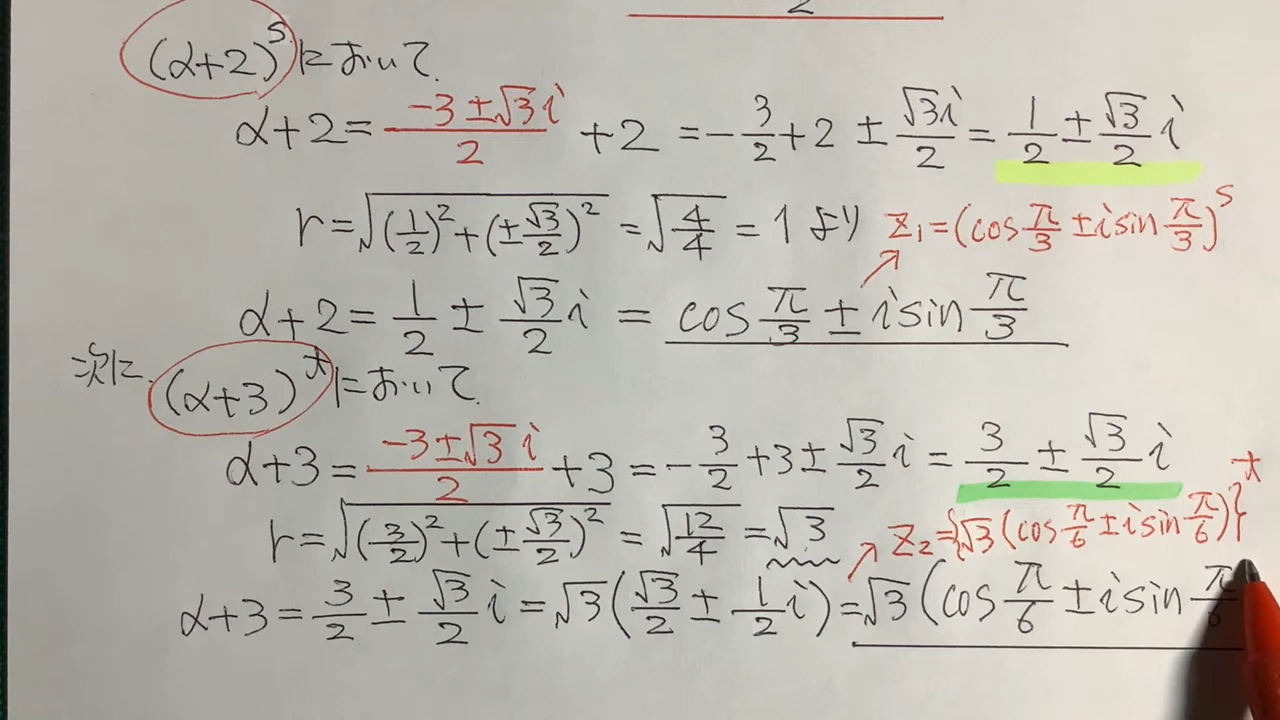 2
(α+2)^s において
α+2 = (-3±√3i)/2 + 2 = -3/2 + 2 ± √3i/2 = 1/2 ± √3/2 i
r = √((1/2)²+(±√3/2)²) = √(4/4) = 1 より z₁=(cos π/3 ± i sin π/3)^s
α+2 = 1/2 ± √3/2 i = cos π/3 ± i sin π/3
次に、(α+3)^t において
α+3 = (-3±√3i)/2 + 3 = -3/2 + 3 ± √3/2 i = 3/2 ± √3/2 i
r = √((3/2)²+(±√3/2)²) = √(12/4) = √3 z₂={√3(cos π/6 ± i sin π/6)}^t
α+3 = 3/2 ± √3/2 i = √3(√3/2 ± 1/2 i) = √3(cos π/6 ± i sin π/6